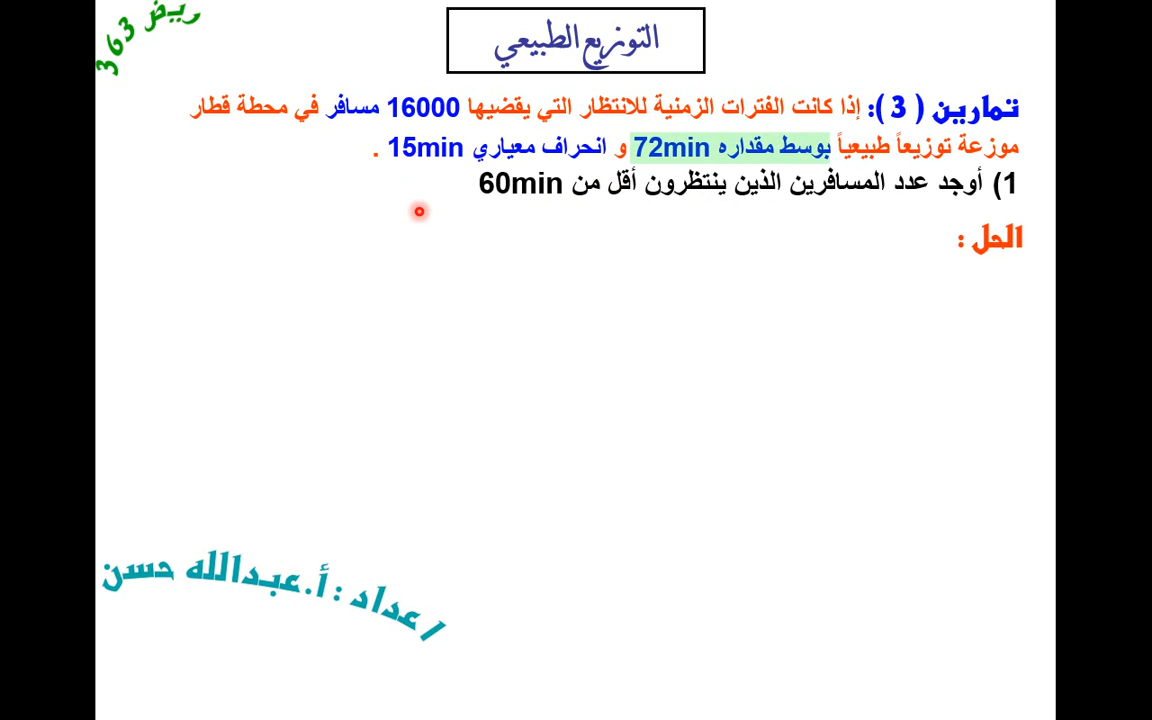 ريض 363
التوزيع الطبيعي
تمارين ( 3 ): إذا كانت الفترات الزمنية للانتظار التي يقضيها 16000 مسافر في محطة قطار
موزعة توزيعاً طبيعياً بوسط مقداره 72min و انحراف معياري 15min .
1) أوجد عدد المسافرين الذين ينتظرون أقل من 60min
الحل :
اعداد : أ.عبدالله حسن